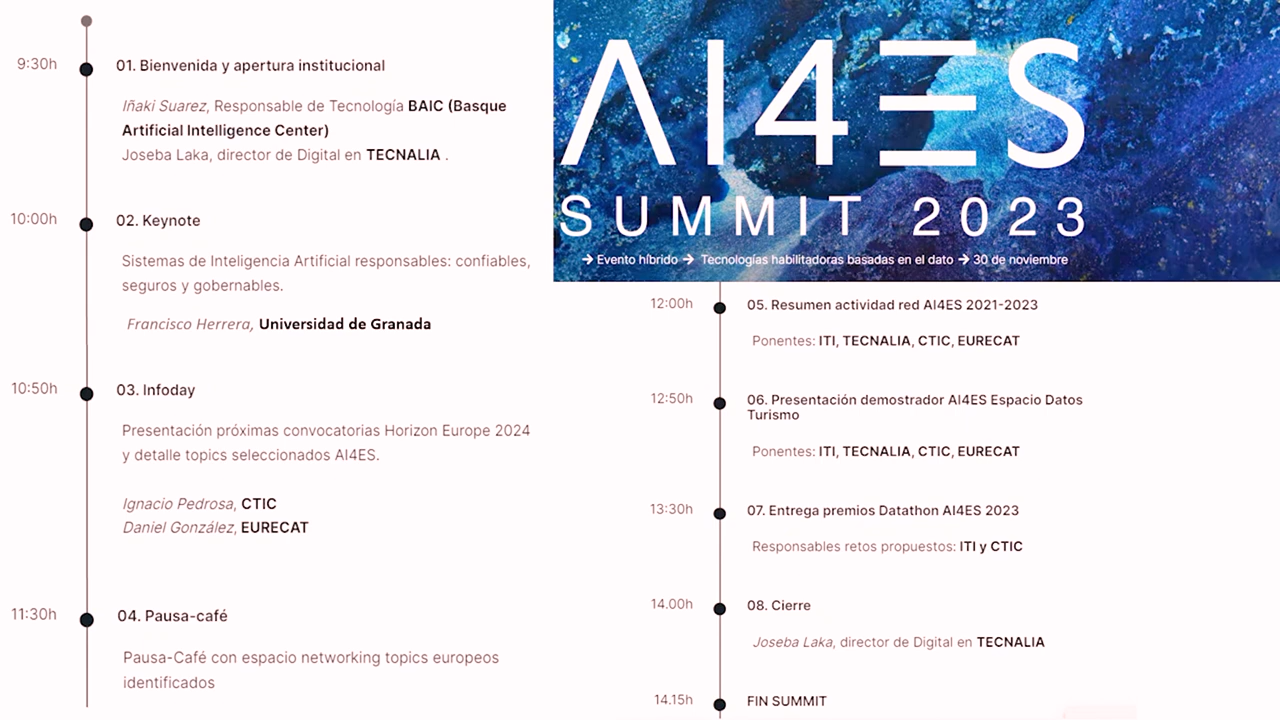 9:30h
01. Bienvenida y apertura institucional
Iñaki Suarez, Responsable de Tecnología BAIC (Basque
Artificial Intelligence Center)
Joseba Laka, director de Digital en TECNALIA .
10:00h
02. Keynote
Sistemas de Inteligencia Artificial responsables: confiables,
seguros y gobernables.
Francisco Herrera, Universidad de Granada
10:50h
03. Infoday
Presentación próximas convocatorias Horizon Europe 2024
y detalle topics seleccionados AI4ES.
Ignacio Pedrosa, CTIC
Daniel González, EURECAT
11:30h
04. Pausa-café
Pausa-Café con espacio networking topics europeos
identificados
AI4ES
SUMMIT 2023
→ Evento híbrido → Tecnologías habilitadoras basadas en el dato → 30 de noviembre
12:00h
05. Resumen actividad red AI4ES 2021-2023
Ponentes: ITI, TECNALIA, CTIC, EURECAT
12:50h
06. Presentación demostrador AI4ES Espacio Datos
Turismo
Ponentes: ITI, TECNALIA, CTIC, EURECAT
13:30h
07. Entrega premios Datathon AI4ES 2023
Responsables retos propuestos: ITI y CTIC
14.00h
08. Cierre
Joseba Laka, director de Digital en TECNALIA
14.15h
FIN SUMMIT